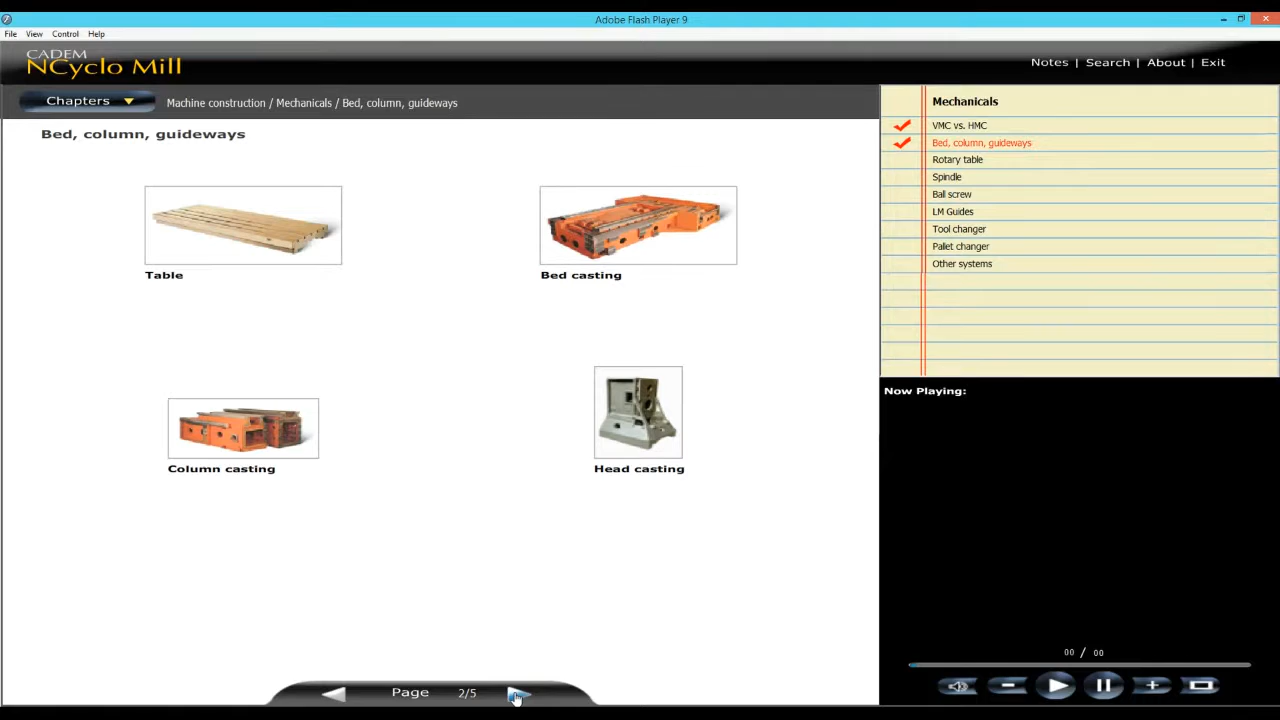 Adobe Flash Player 9
File View Control Help
CADEM
NCyclo Mill
Notes | Search | About | Exit
Chapters
Machine construction / Mechanicals / Bed, column, guideways
Bed, column, guideways
Table
Bed casting
Column casting
Head casting
Page 2/5
Mechanicals
VMC vs. HMC
Bed, column, guideways
Rotary table
Spindle
Ball screw
LM Guides
Tool changer
Pallet changer
Other systems
Now Playing:
00 / 00